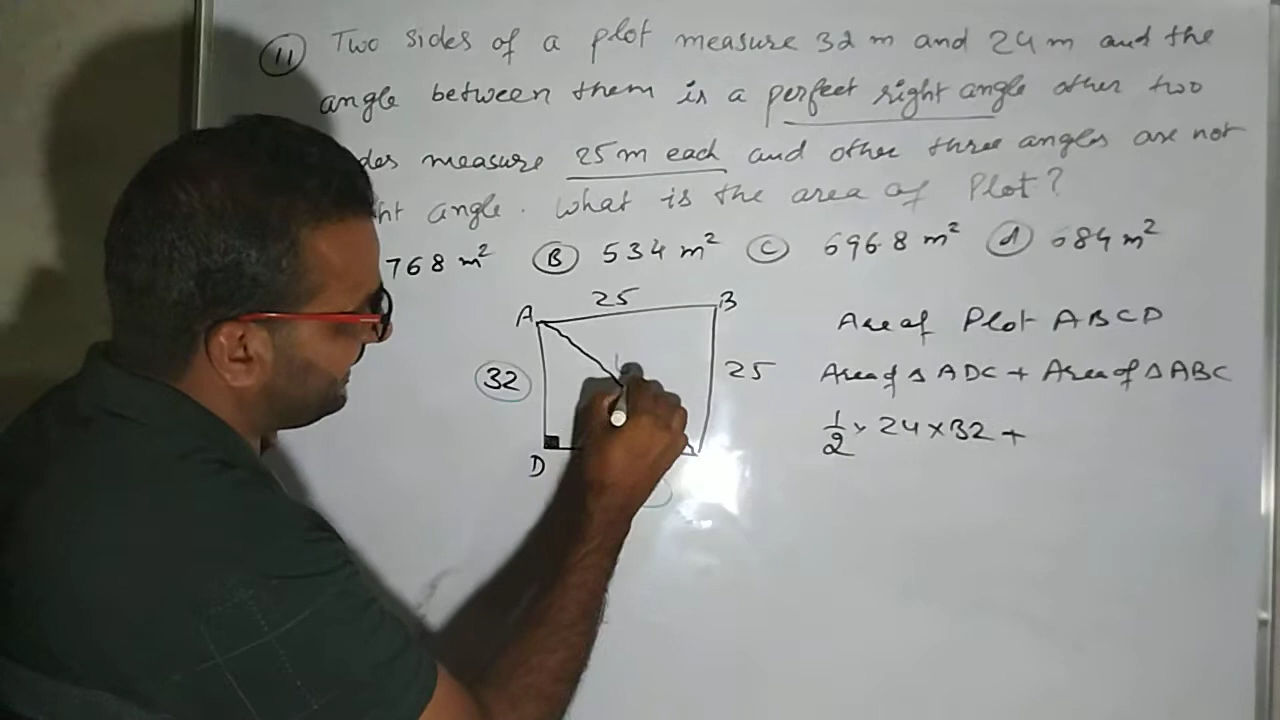 11 Two sides of a plot measure 32 m and 24 m and the
angle between them is a perfect right angle other two
des measure 25 m each and other three angles are not
ht angle. What is the area of Plot?
768 m² B 534 m² C 696.8 m² d 684 m²
25
A B
32
25
D
Area of Plot ABCD
Area of Δ ADC + Area of Δ ABC
1/2 × 24 × 32 +